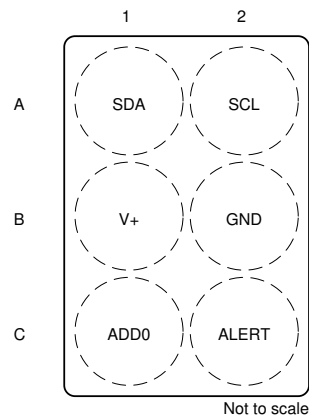 1 2
A SDA SCL
B V+ GND
C ADD0 ALERT
Not to scale